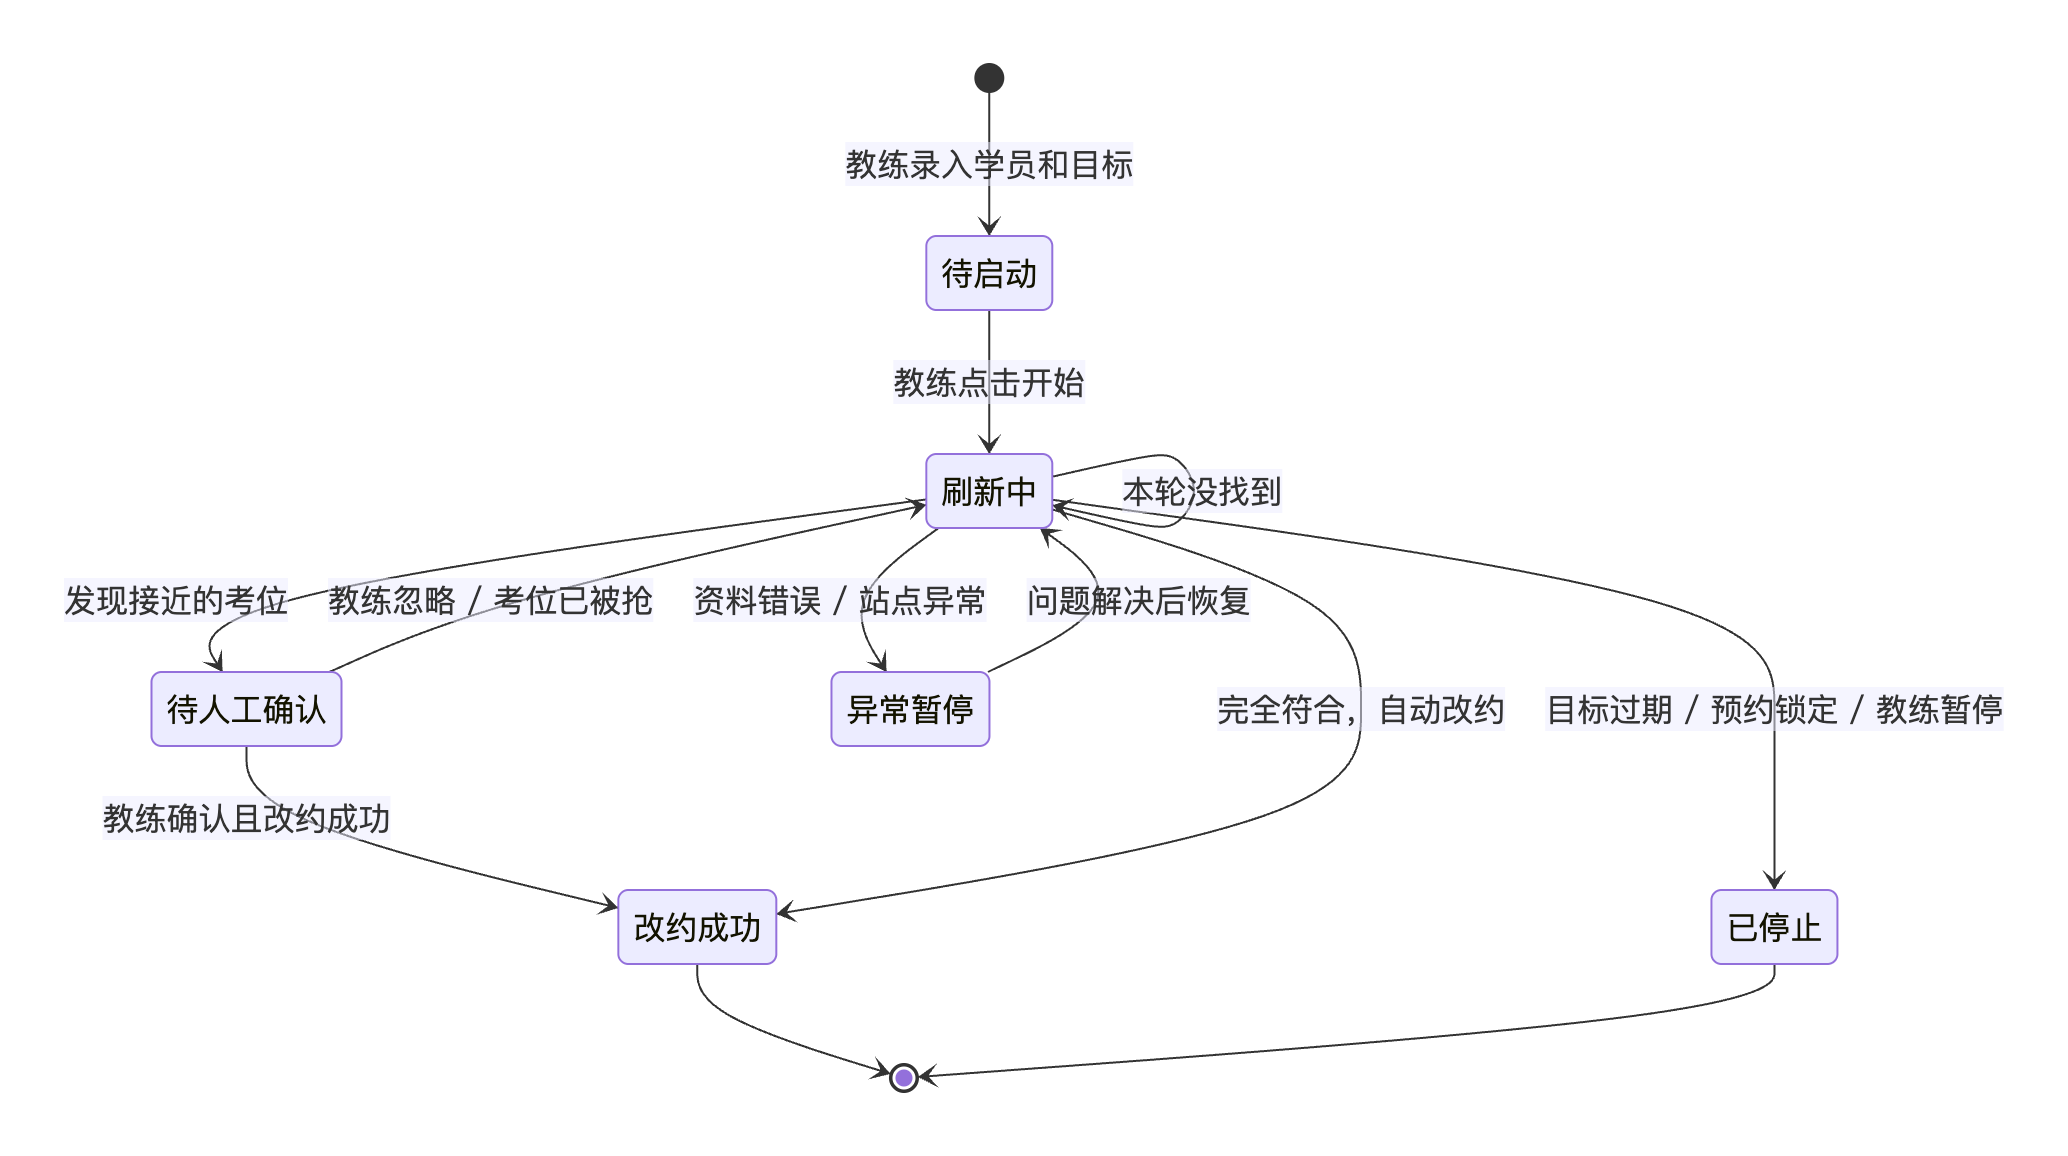 教练录入学员和目标
待启动
教练点击开始
刷新中
本轮没找到
发现接近的考位
教练忽略 / 考位已被抢
资料错误 / 站点异常
问题解决后恢复
待人工确认
异常暂停
完全符合，自动改约
目标过期 / 预约锁定 / 教练暂停
教练确认且改约成功
改约成功
已停止